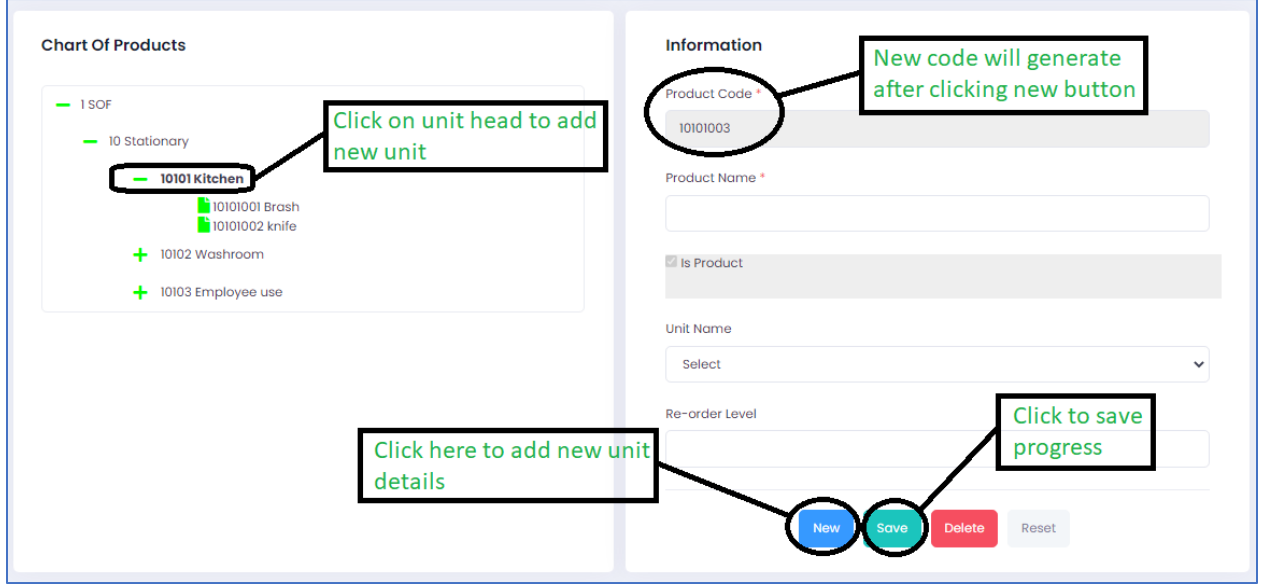 Chart Of Products
1 SOF
10 Stationary
10101 Kitchen
10101001 Brash
10101002 knife
10102 Washroom
10103 Employee use
Click on unit head to add
new unit
Information
New code will generate
after clicking new button
Product Code *
10101003
Product Name *
Is Product
Unit Name
Select
Re-order Level
Click to save
progress
Click here to add new unit
details
New
Save
Delete
Reset